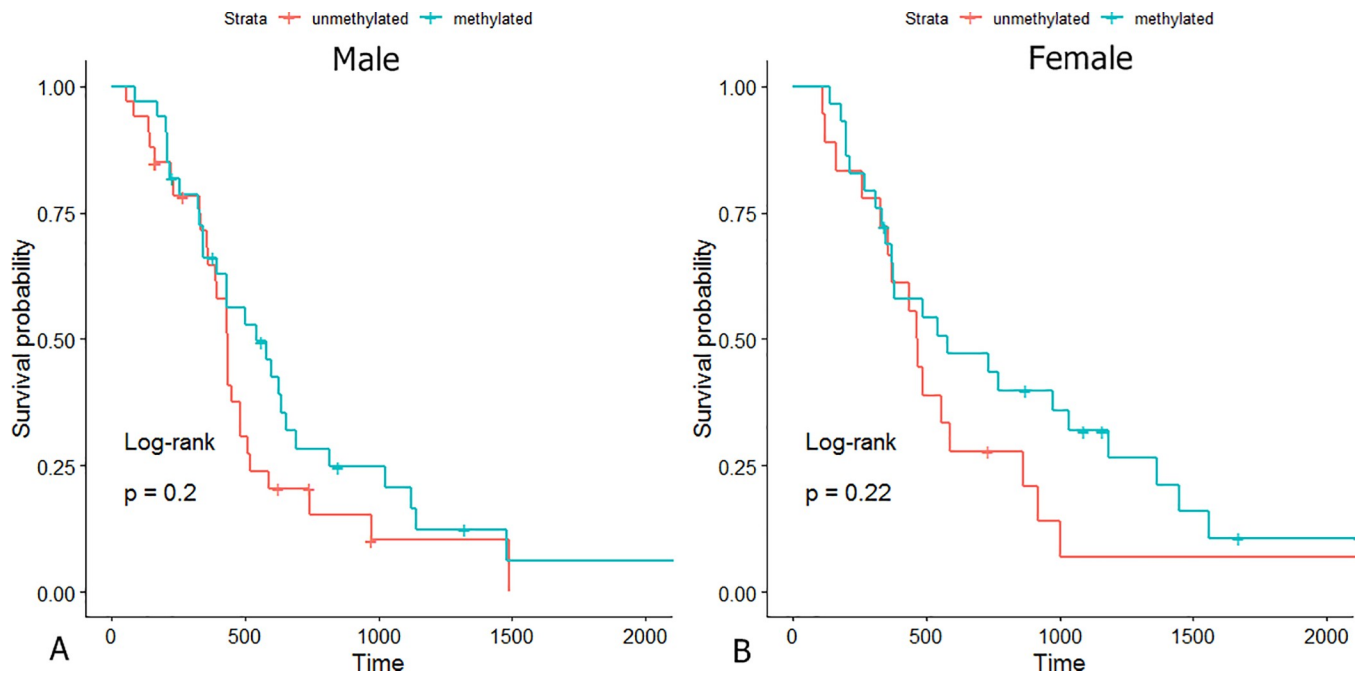 Strata unmethylated methylated
Male
1.00
0.75
0.50
0.25
0.00
Survival probability
Log-rank
p = 0.2
0 500 1000 1500 2000
Time
A
Strata unmethylated methylated
Female
1.00
0.75
0.50
0.25
0.00
Survival probability
Log-rank
p = 0.22
0 500 1000 1500 2000
Time
B